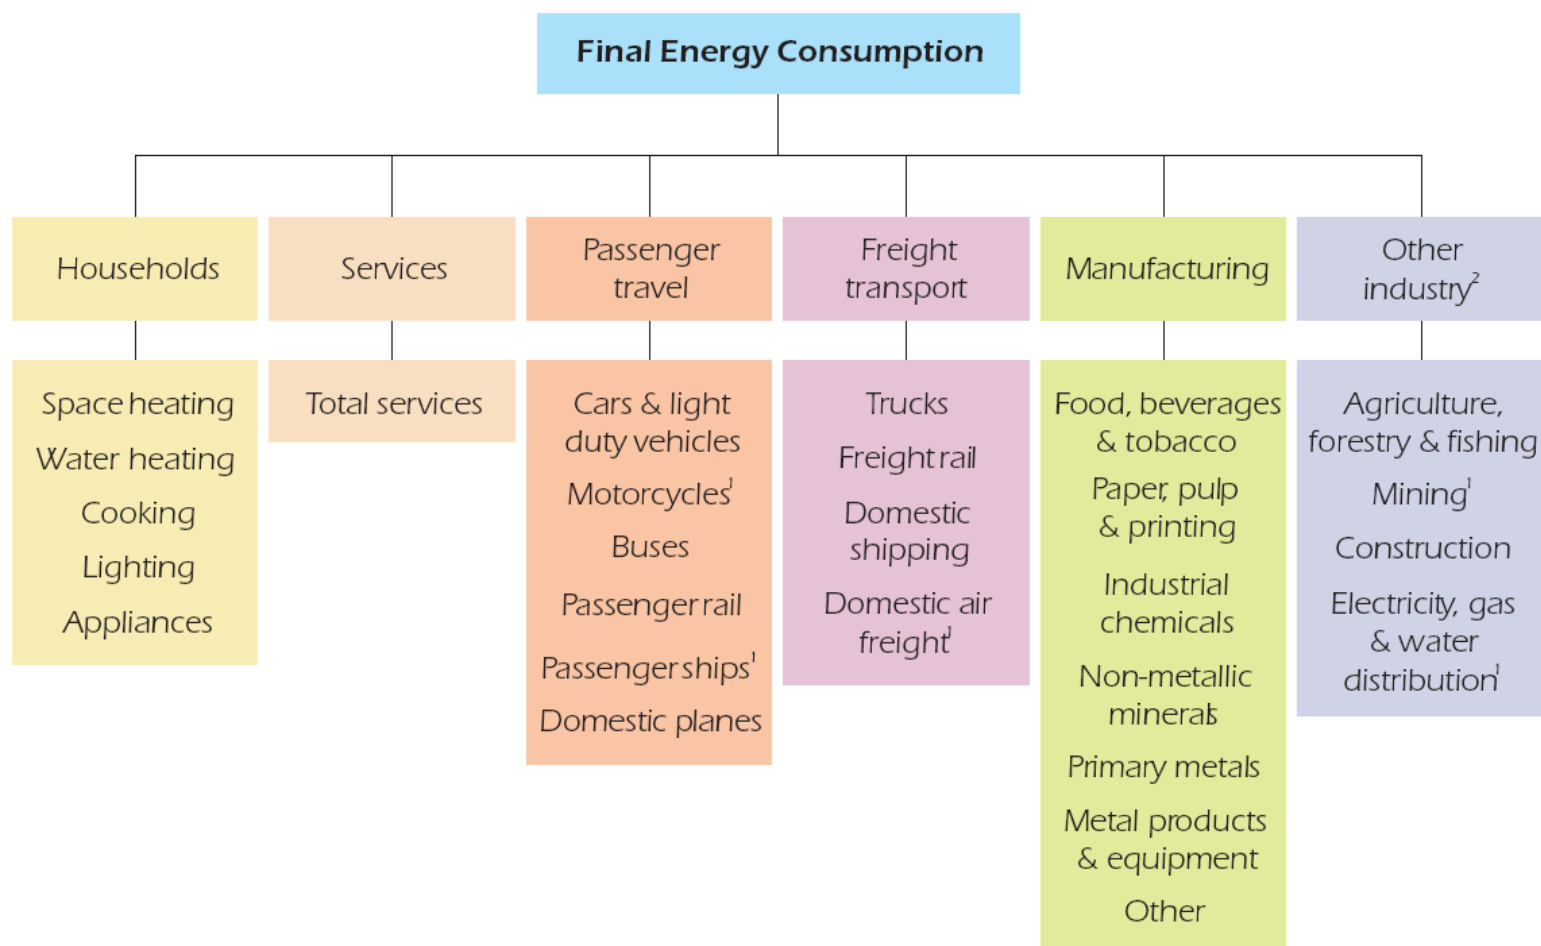 Final Energy Consumption
Households
Services
Passenger
travel
Freight
transport
Manufacturing
Other
industry²
Space heating
Water heating
Cooking
Lighting
Appliances
Total services
Cars & light
duty vehicles
Motorcycles¹
Buses
Passenger rail
Passenger ships¹
Domestic planes
Trucks
Freight rail
Domestic
shipping
Domestic air
freight¹
Food, beverages
& tobacco
Paper, pulp
& printing
Industrial
chemicals
Non-metallic
minerals
Primary metals
Metal products
& equipment
Other
Agriculture,
forestry & fishing
Mining¹
Construction
Electricity, gas
& water
distribution¹